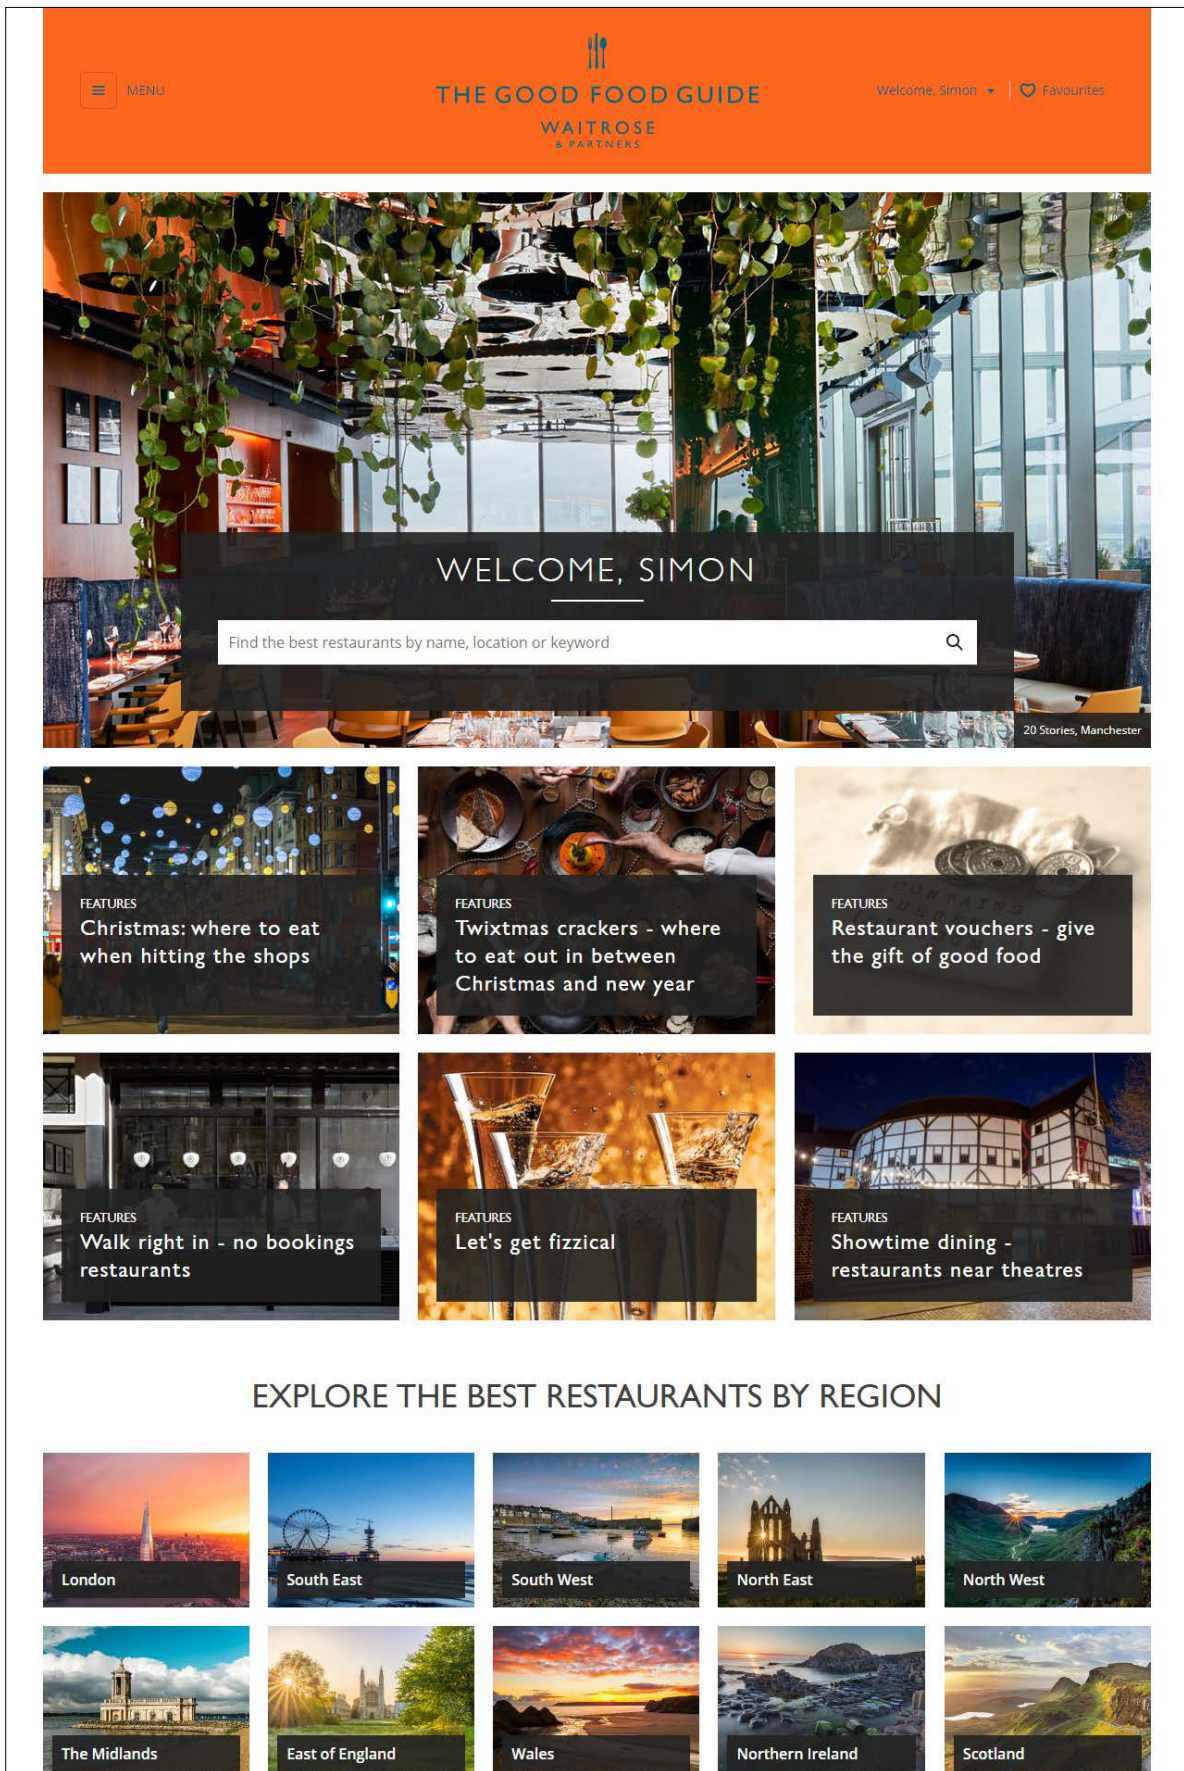 MENU
THE GOOD FOOD GUIDE
WAITROSE
& PARTNERS
Welcome, Simon
Favourites
WELCOME, SIMON
Find the best restaurants by name, location or keyword
20 Stories, Manchester
FEATURES
Christmas: where to eat
when hitting the shops
FEATURES
Twixtmas crackers - where
to eat out in between
Christmas and new year
FEATURES
Restaurant vouchers - give
the gift of good food
FEATURES
Walk right in - no bookings
restaurants
FEATURES
Let's get fizzical
FEATURES
Showtime dining -
restaurants near theatres
EXPLORE THE BEST RESTAURANTS BY REGION
London
South East
South West
North East
North West
The Midlands
East of England
Wales
Northern Ireland
Scotland